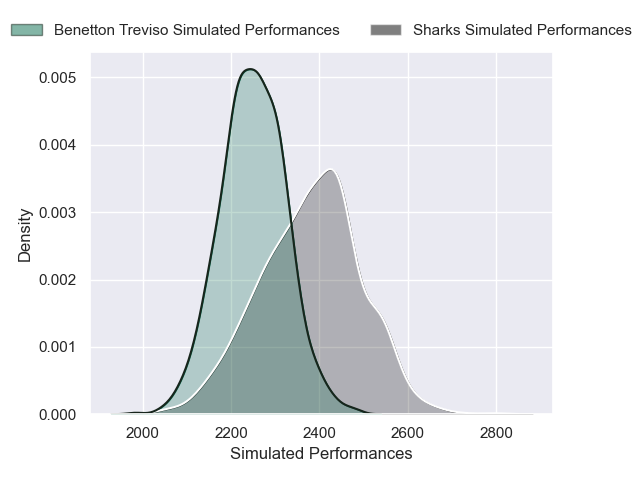 Benetton Treviso Simulated Performances
Sharks Simulated Performances
0.005
0.004
0.003
0.002
0.001
0.000
Density
2000
2200
2400
2600
2800
Simulated Performances